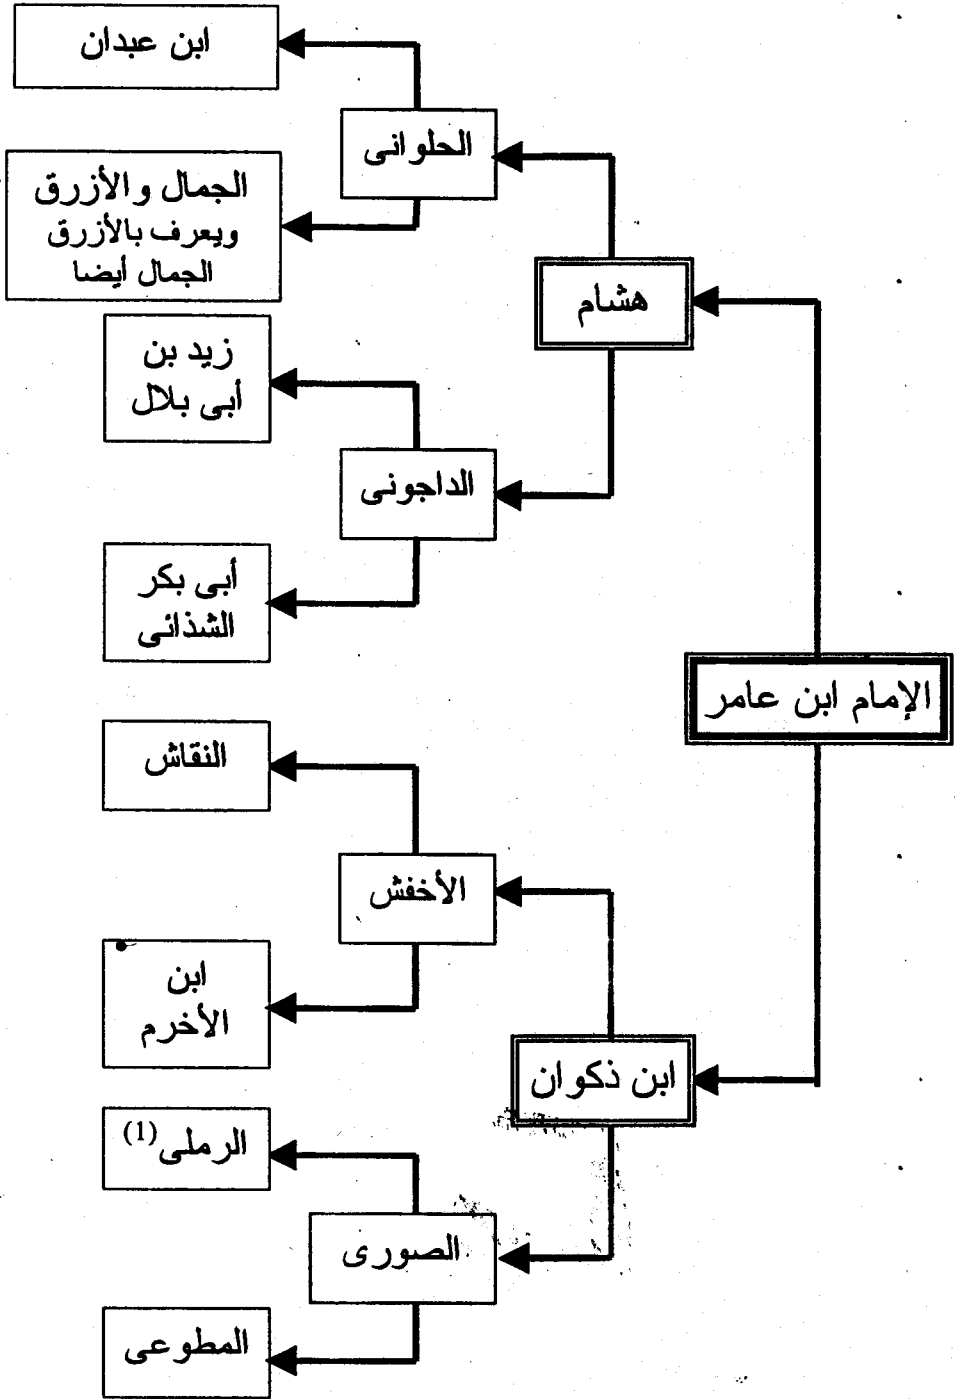 الإمام ابن عامر
هشام
الحلوانى
ابن عبدان
الجمال والأزرق
ويعرف بالأزرق
الجمال أيضا
الداجونى
زيد بن
أبى بلال
أبى بكر
الشذائى
ابن ذكوان
الأخفش
النقاش
ابن
الأخرم
الصورى
الرملى(1)
المطوعى